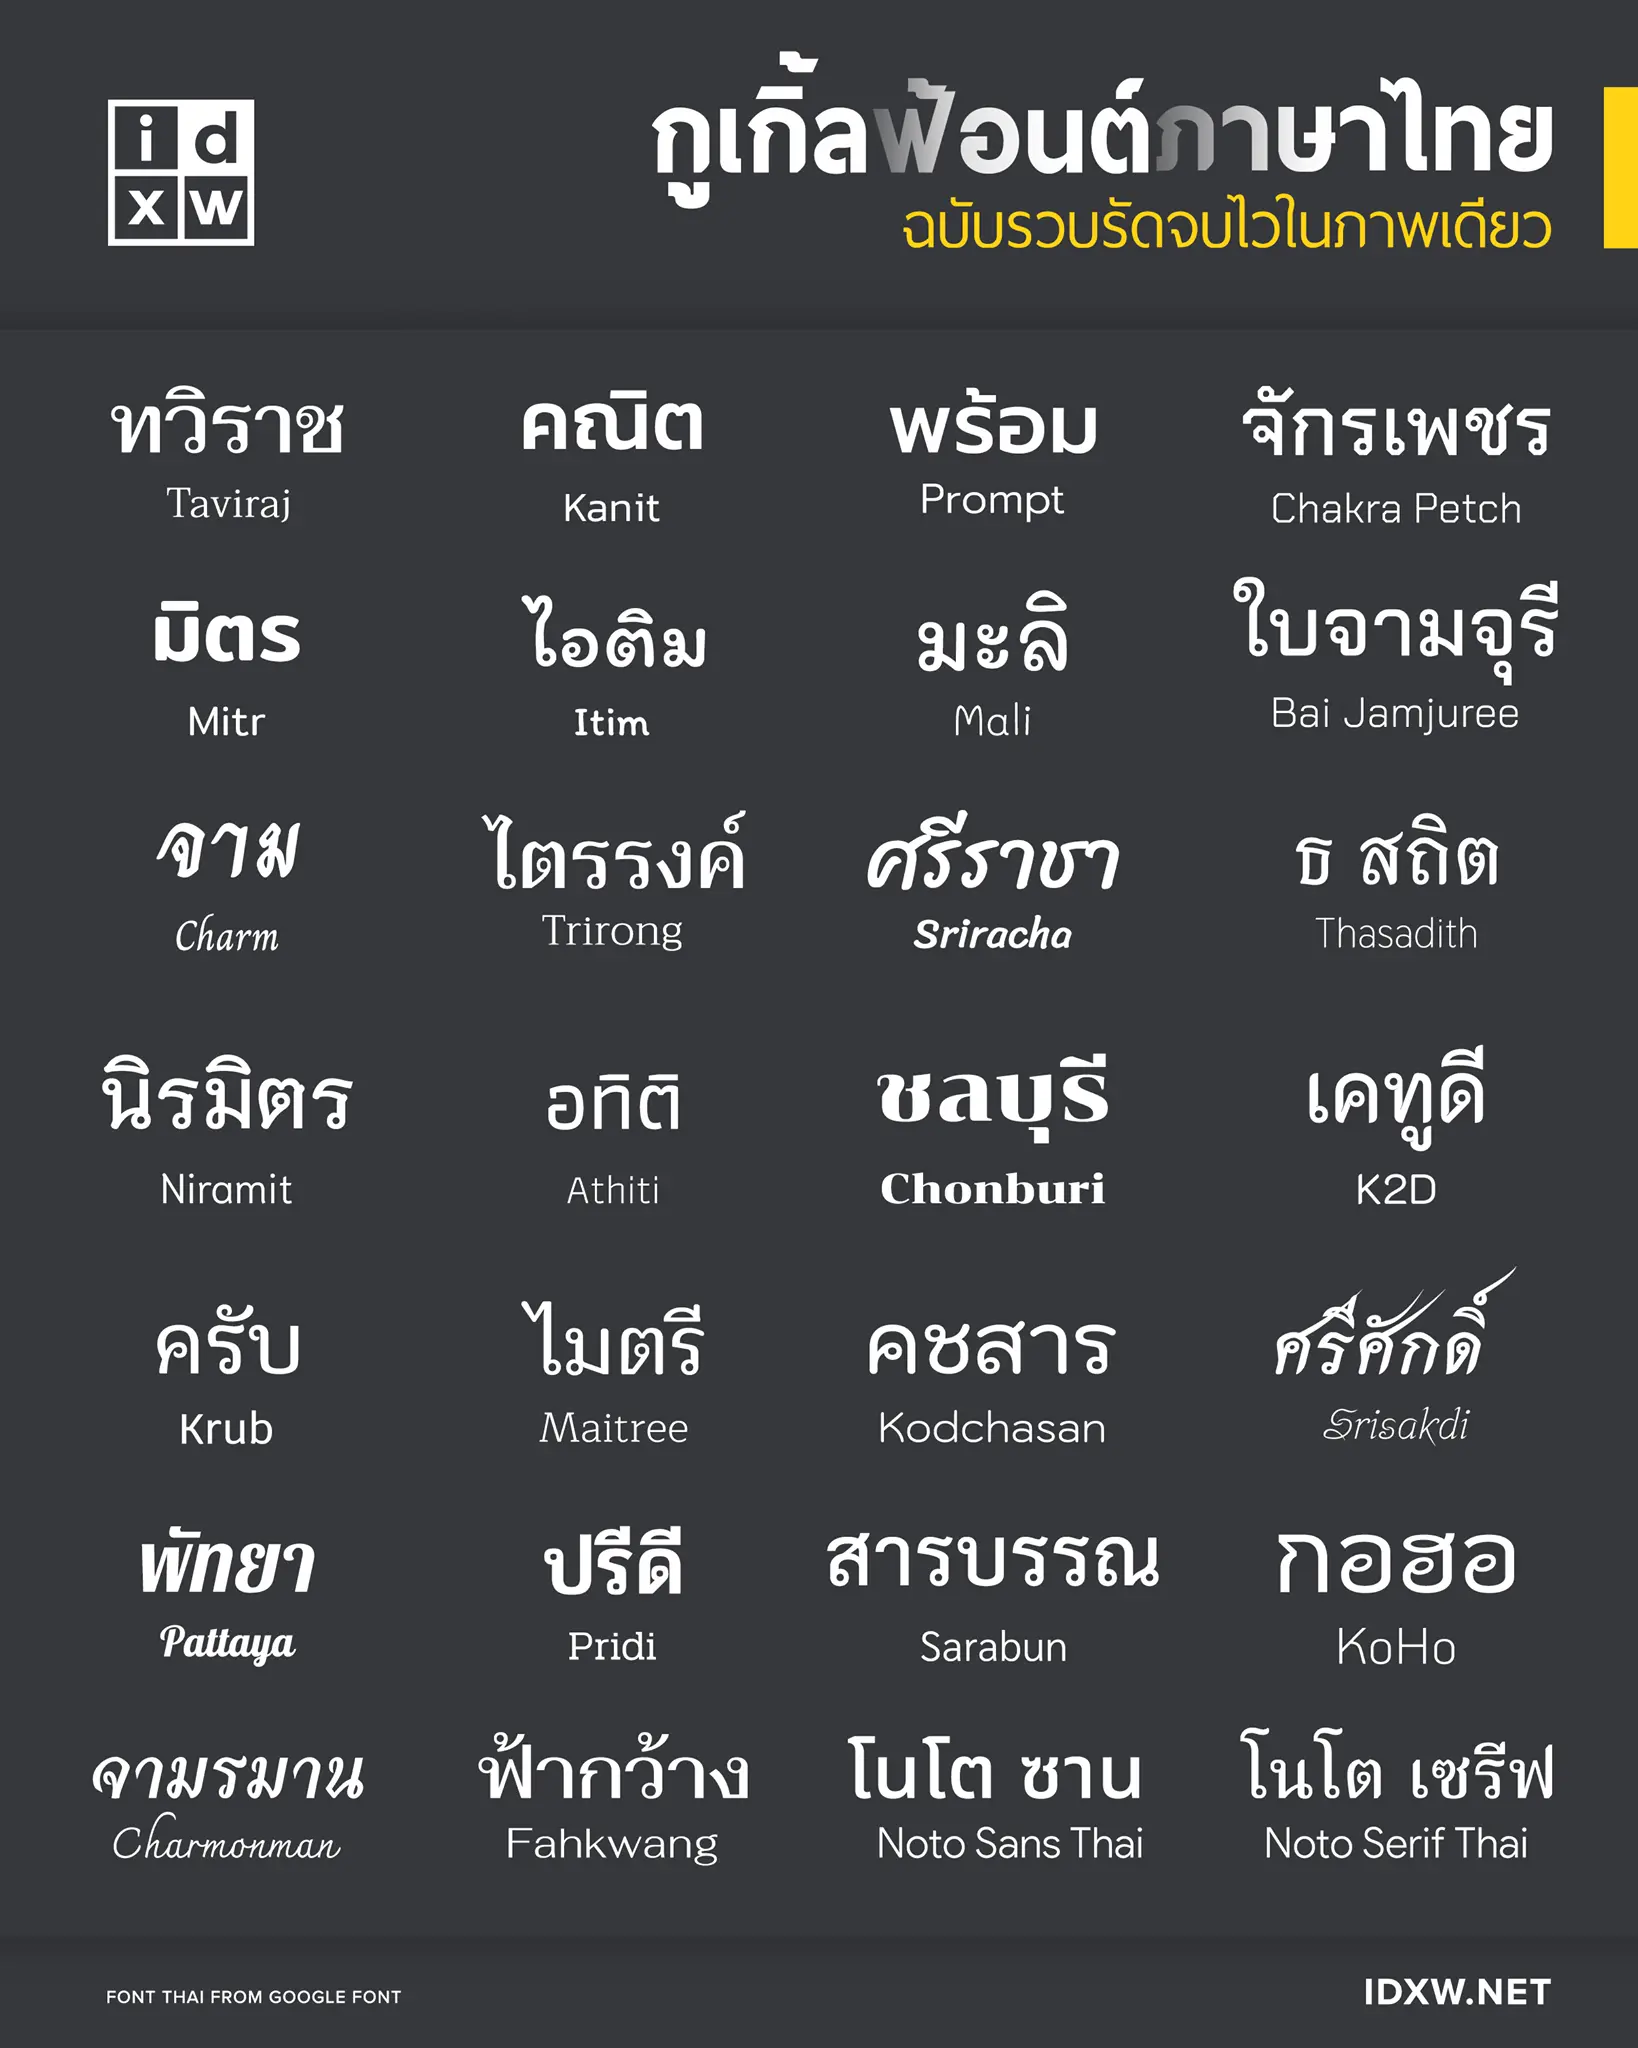 id
xw
กูเกิ้ลฟ้อนต์ภาษาไทย
ฉบับรวบรัดจบไวในภาพเดียว
ทวิราช
Taviraj
คณิต
Kanit
พร้อม
Prompt
จักรเพชร
Chakra Petch
มิตร
Mitr
ไอติม
Itim
มะลิ
Mali
ใบจามจุรี
Bai Jamjuree
จาม
Charm
ไตรรงค์
Trirong
ศรีราชา
Sriracha
ธ สถิต
Thasadith
นิรมิตร
Niramit
อทิติ
Athiti
ชลบุรี
Chonburi
เคทูดี
K2D
ครับ
Krub
ไมตรี
Maitree
คชสาร
Kodchasan
ศรีศักดิ์
Srisakdi
พัทยา
Pattaya
ปรีดี
Pridi
สารบรรณ
Sarabun
กอฮอ
KoHo
จามรมาน
Charmonman
ฟ้ากว้าง
Fahkwang
โนโต ซาน
Noto Sans Thai
โนโต เซรีฟ
Noto Serif Thai
FONT THAI FROM GOOGLE FONT
IDXW.NET